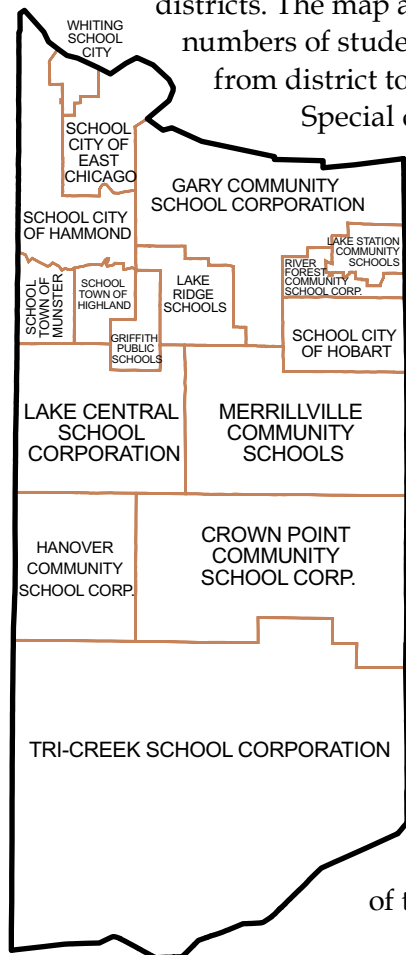 districts. The map a
numbers of stude
from district to
Special
WHITING
SCHOOL
CITY
SCHOOL
CITY OF
EAST
CHICAGO
GARY COMMUNITY
SCHOOL CORPORATION
SCHOOL CITY
OF HAMMOND
LAKE STATION
COMMUNITY
SCHOOLS
RIVER
FOREST
COMMUNITY
SCHOOL CORP.
SCHOOL
TOWN OF
MUNSTER
SCHOOL
TOWN OF
HIGHLAND
LAKE
RIDGE
SCHOOLS
GRIFFITH
PUBLIC
SCHOOLS
SCHOOL CITY
OF HOBART
LAKE CENTRAL
SCHOOL
CORPORATION
MERRILLVILLE
COMMUNITY
SCHOOLS
HANOVER
COMMUNITY
SCHOOL CORP.
CROWN POINT
COMMUNITY
SCHOOL CORP.
TRI-CREEK SCHOOL CORPORATION
of t